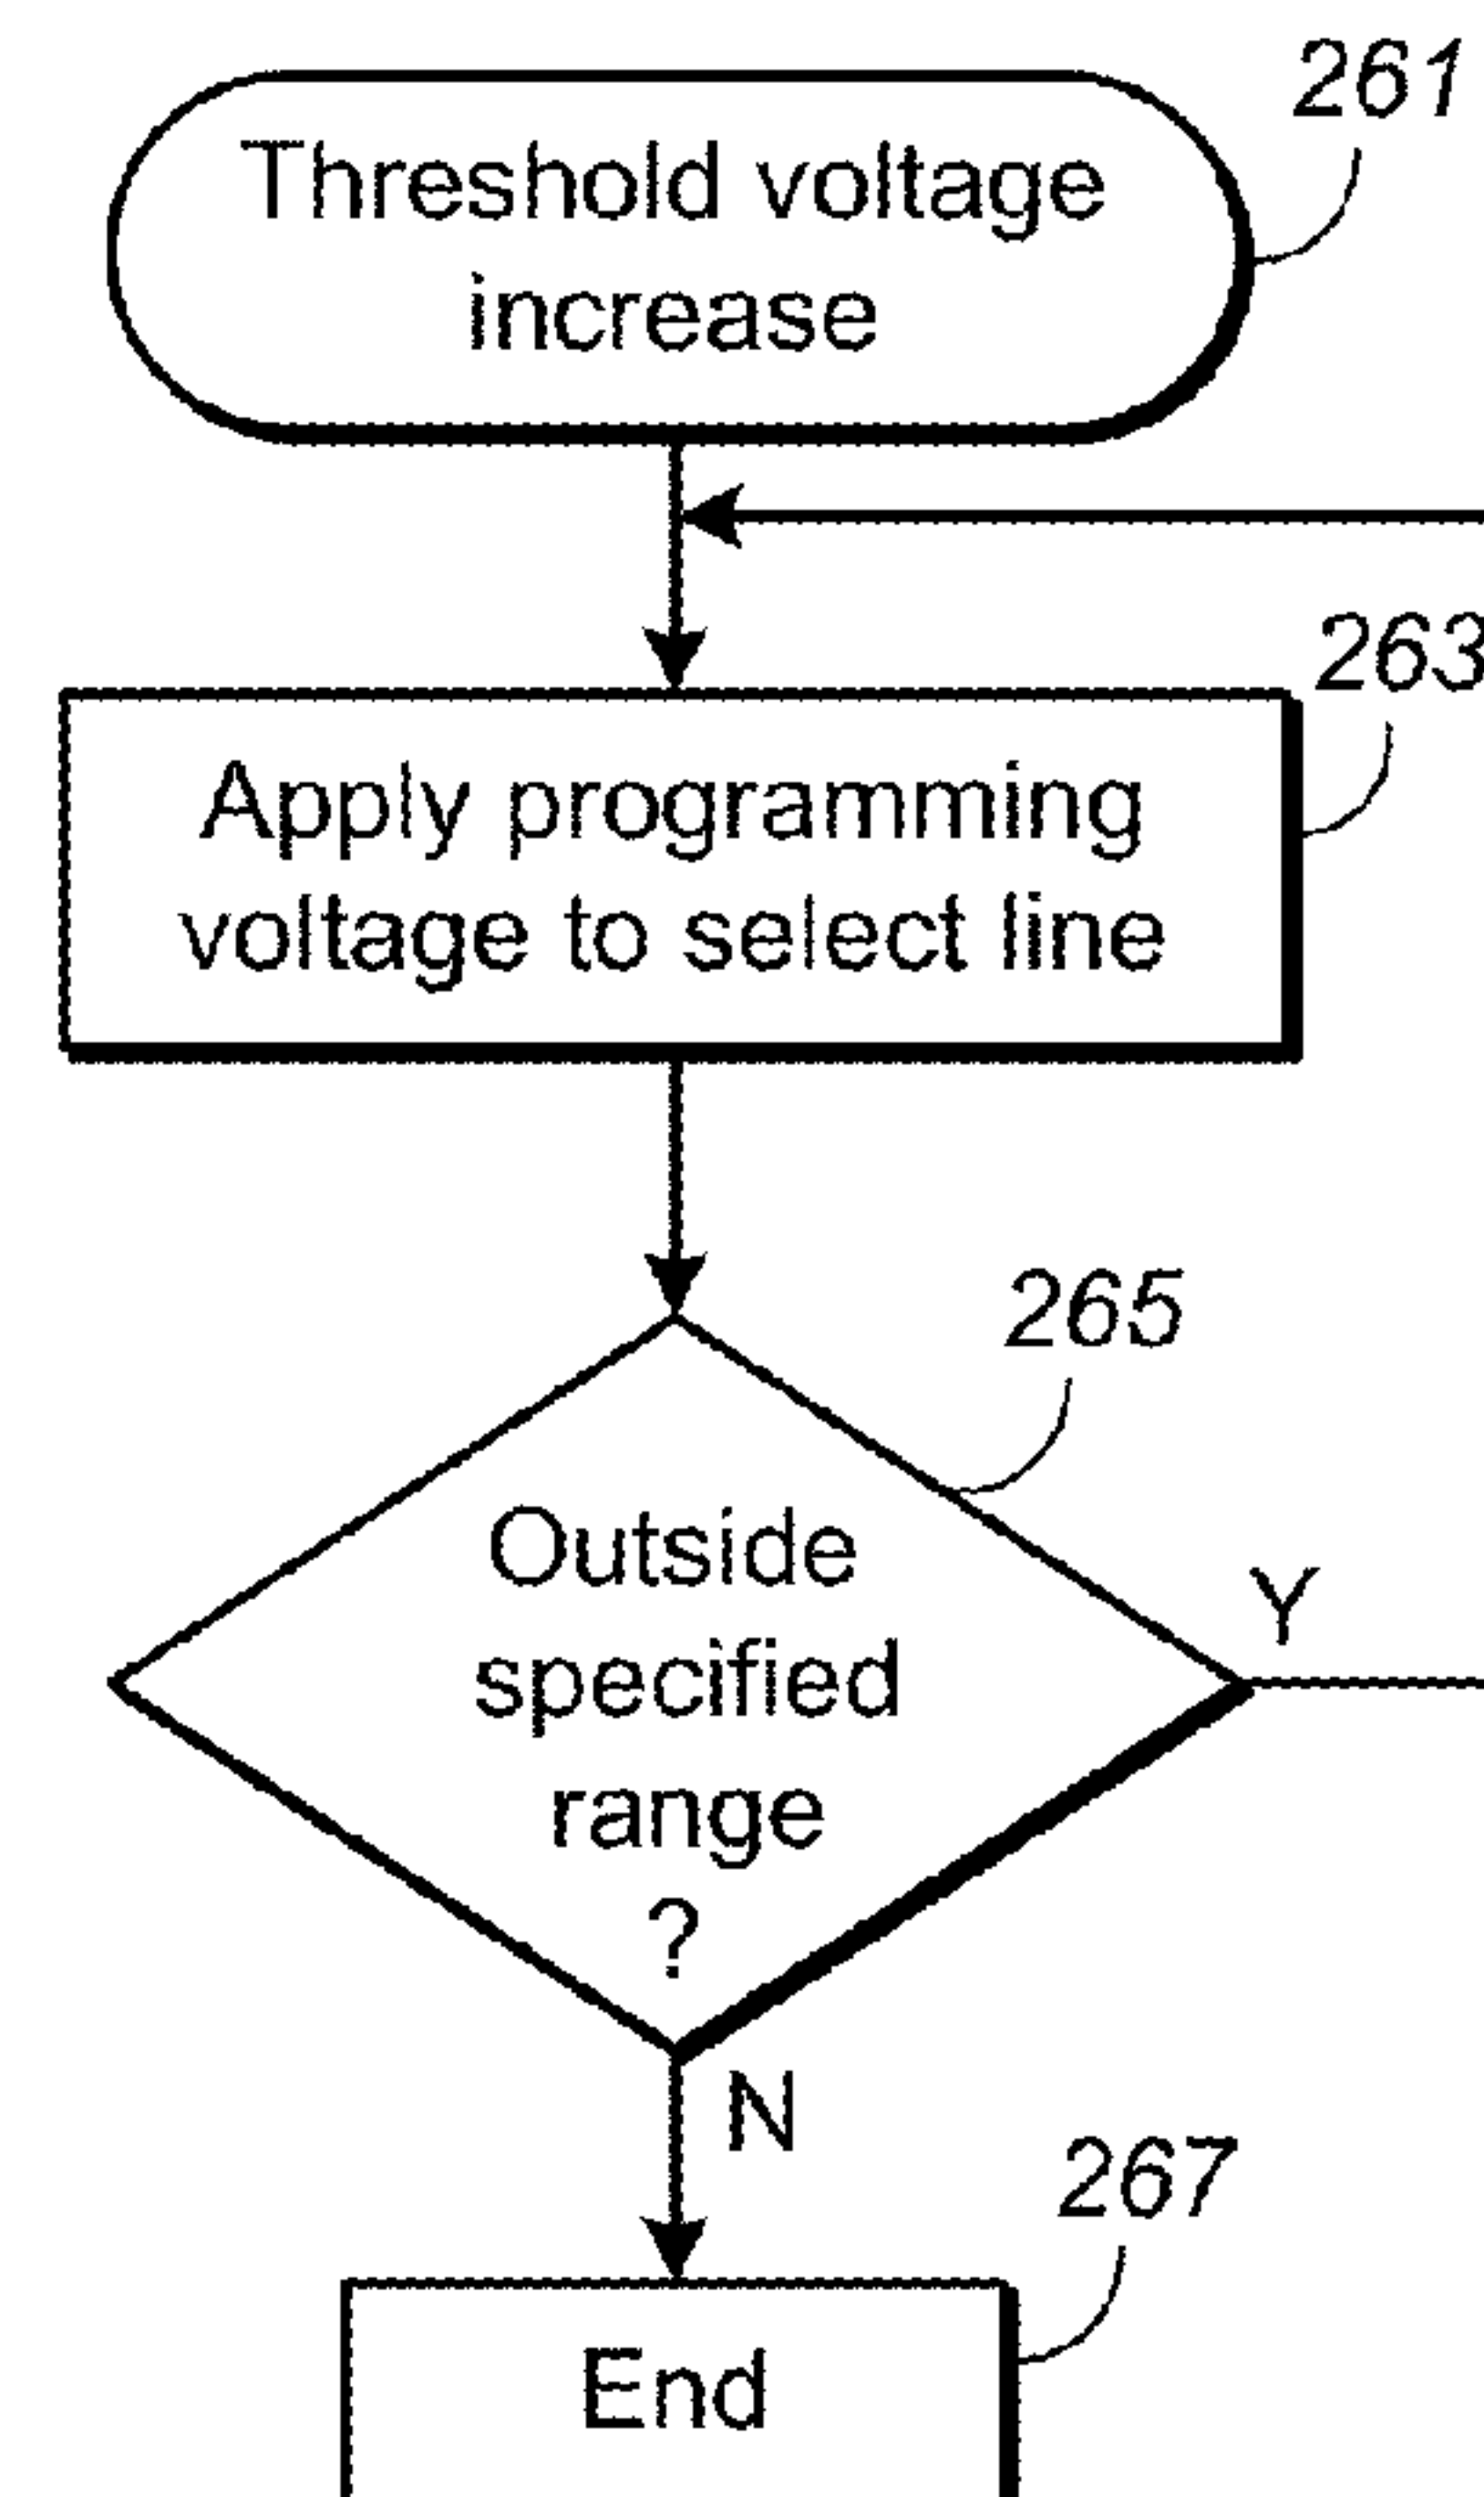 261
Threshold voltage
increase
263
Apply programming
voltage to select line
265
Outside
specified
range
?
Y
N
267
End